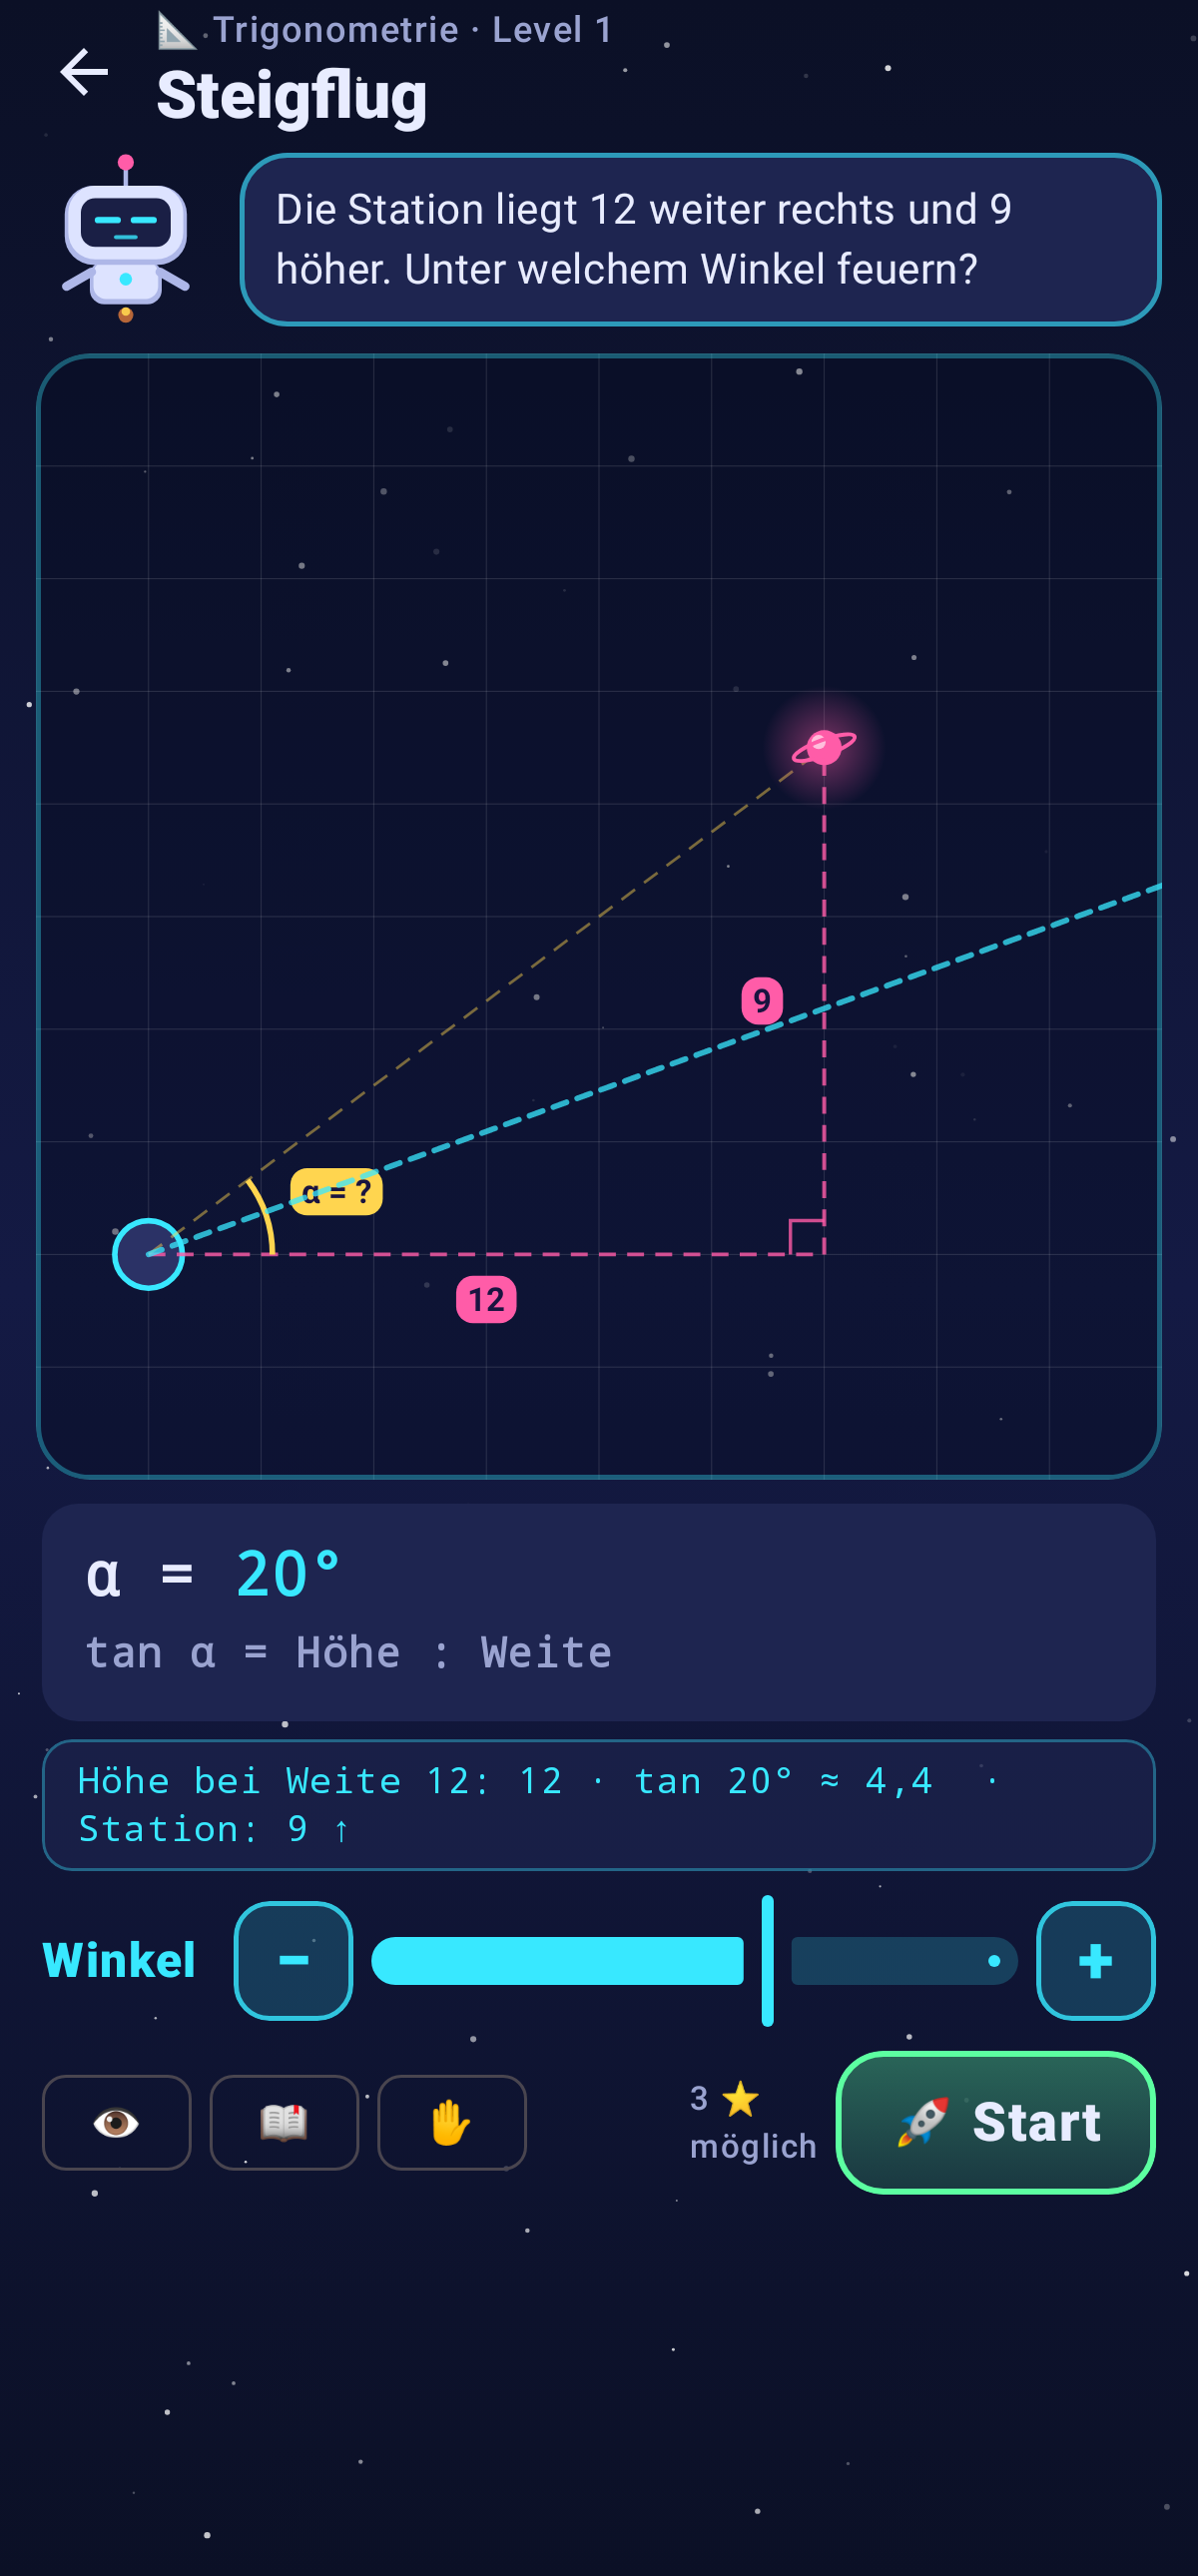 📐 Trigonometrie · Level 1
Steigflug
Die Station liegt 12 weiter rechts und 9
höher. Unter welchem Winkel feuern?
9
α = ?
12
α = 20°
tan α = Höhe : Weite
Höhe bei Weite 12: 12 · tan 20° ≈ 4,4 ·
Station: 9 ↑
Winkel
−
+
3 ⭐
möglich
🚀 Start